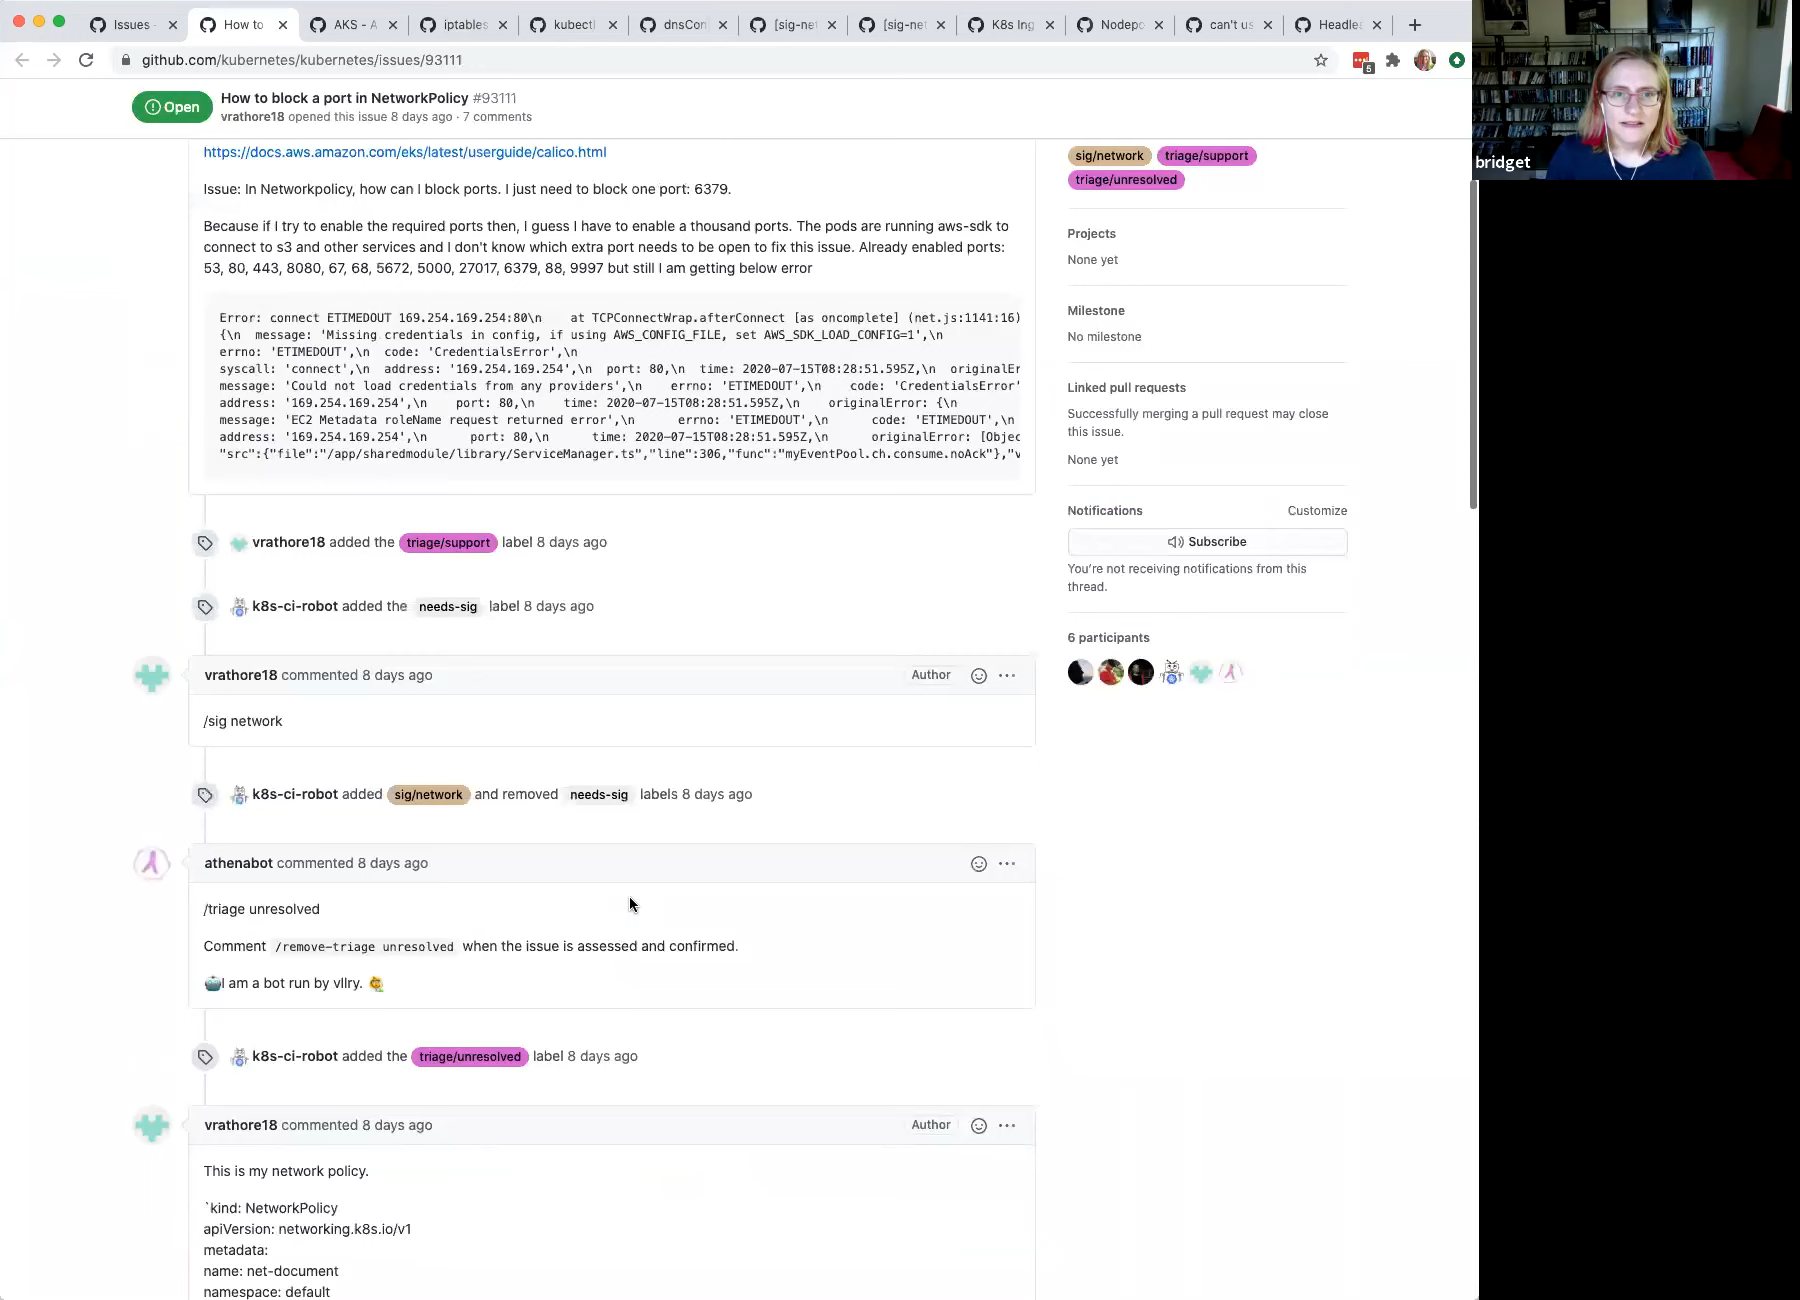 Issues -
How to
AKS - A
iptables
kubectl
dnsCon
[sig-net
[sig-net
K8s Ing
Nodepo
can't us
Headle
github.com/kubernetes/kubernetes/issues/93111
6
bridget
Open
How to block a port in NetworkPolicy #93111
vrathore18 opened this issue 8 days ago · 7 comments
https://docs.aws.amazon.com/eks/latest/userguide/calico.html
Issue: In Networkpolicy, how can I block ports. I just need to block one port: 6379.
Because if I try to enable the required ports then, I guess I have to enable a thousand ports. The pods are running aws-sdk to
connect to s3 and other services and I don't know which extra port needs to be open to fix this issue. Already enabled ports:
53, 80, 443, 8080, 67, 68, 5672, 5000, 27017, 6379, 88, 9997 but still I am getting below error
Error: connect ETIMEDOUT 169.254.169.254:80\n    at TCPConnectWrap.afterConnect [as oncomplete] (net.js:1141:16)
{\n  message: 'Missing credentials in config, if using AWS_CONFIG_FILE, set AWS_SDK_LOAD_CONFIG=1',\n
errno: 'ETIMEDOUT',\n  code: 'CredentialsError',\n
syscall: 'connect',\n  address: '169.254.169.254',\n  port: 80,\n  time: 2020-07-15T08:28:51.595Z,\n  originalEr
message: 'Could not load credentials from any providers',\n    errno: 'ETIMEDOUT',\n    code: 'CredentialsError'
address: '169.254.169.254',\n    port: 80,\n    time: 2020-07-15T08:28:51.595Z,\n    originalError: {\n
message: 'EC2 Metadata roleName request returned error',\n      errno: 'ETIMEDOUT',\n      code: 'ETIMEDOUT',\n
address: '169.254.169.254',\n      port: 80,\n      time: 2020-07-15T08:28:51.595Z,\n      originalError: [Objec
"src":{"file":"/app/sharedmodule/library/ServiceManager.ts","line":306,"func":"myEventPool.ch.consume.noAck"},"v
vrathore18 added the triage/support label 8 days ago
k8s-ci-robot added the needs-sig label 8 days ago
vrathore18 commented 8 days ago
Author
/sig network
k8s-ci-robot added sig/network and removed needs-sig labels 8 days ago
athenabot commented 8 days ago
/triage unresolved
Comment /remove-triage unresolved when the issue is assessed and confirmed.
🤖I am a bot run by vllry. 👩‍🔬
k8s-ci-robot added the triage/unresolved label 8 days ago
vrathore18 commented 8 days ago
Author
This is my network policy.
`kind: NetworkPolicy
apiVersion: networking.k8s.io/v1
metadata:
name: net-document
namespace: default
sig/network triage/support
triage/unresolved
Projects
None yet
Milestone
No milestone
Linked pull requests
Successfully merging a pull request may close
this issue.
None yet
Notifications
Customize
Subscribe
You're not receiving notifications from this
thread.
6 participants